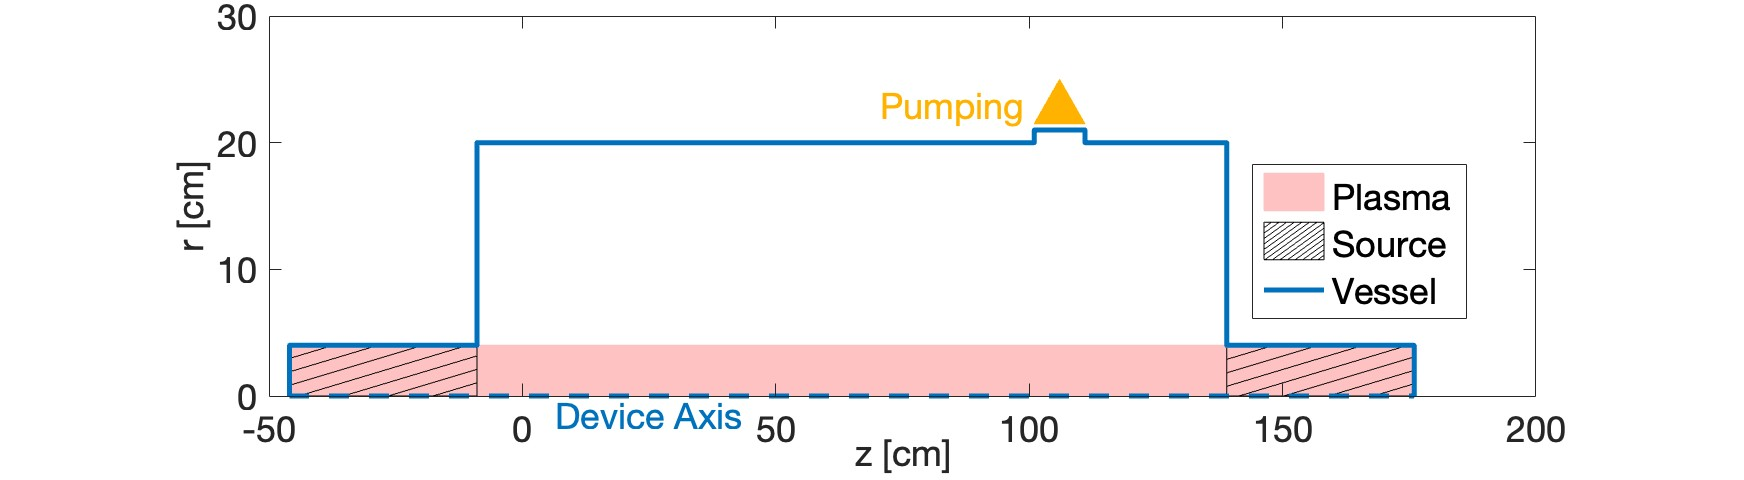 30
Pumping
20
Plasma
r [cm]
Source
10
Vessel
0
Device Axis
-50
0
50
100
150
200
z [cm]